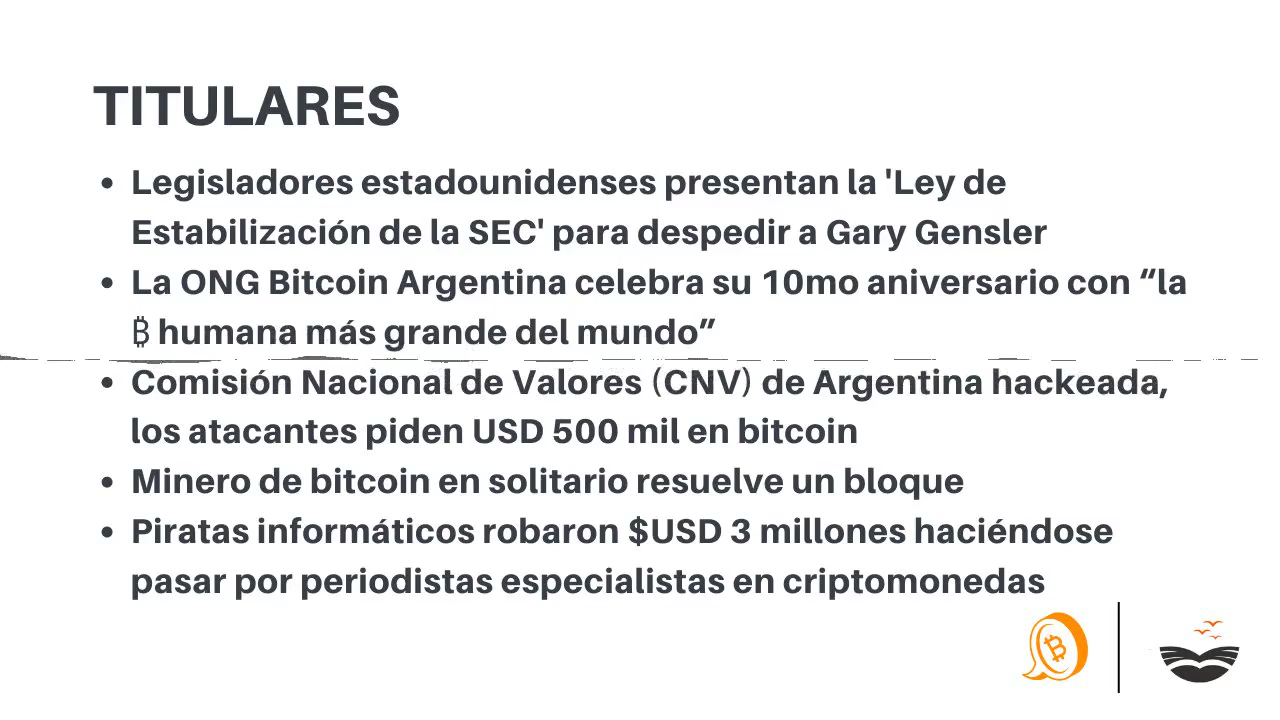 TITULARES
• Legisladores estadounidenses presentan la 'Ley de
Estabilización de la SEC' para despedir a Gary Gensler
• La ONG Bitcoin Argentina celebra su 10mo aniversario con “la
₿ humana más grande del mundo”
• Comisión Nacional de Valores (CNV) de Argentina hackeada,
los atacantes piden USD 500 mil en bitcoin
• Minero de bitcoin en solitario resuelve un bloque
• Piratas informáticos robaron $USD 3 millones haciéndose
pasar por periodistas especialistas en criptomonedas